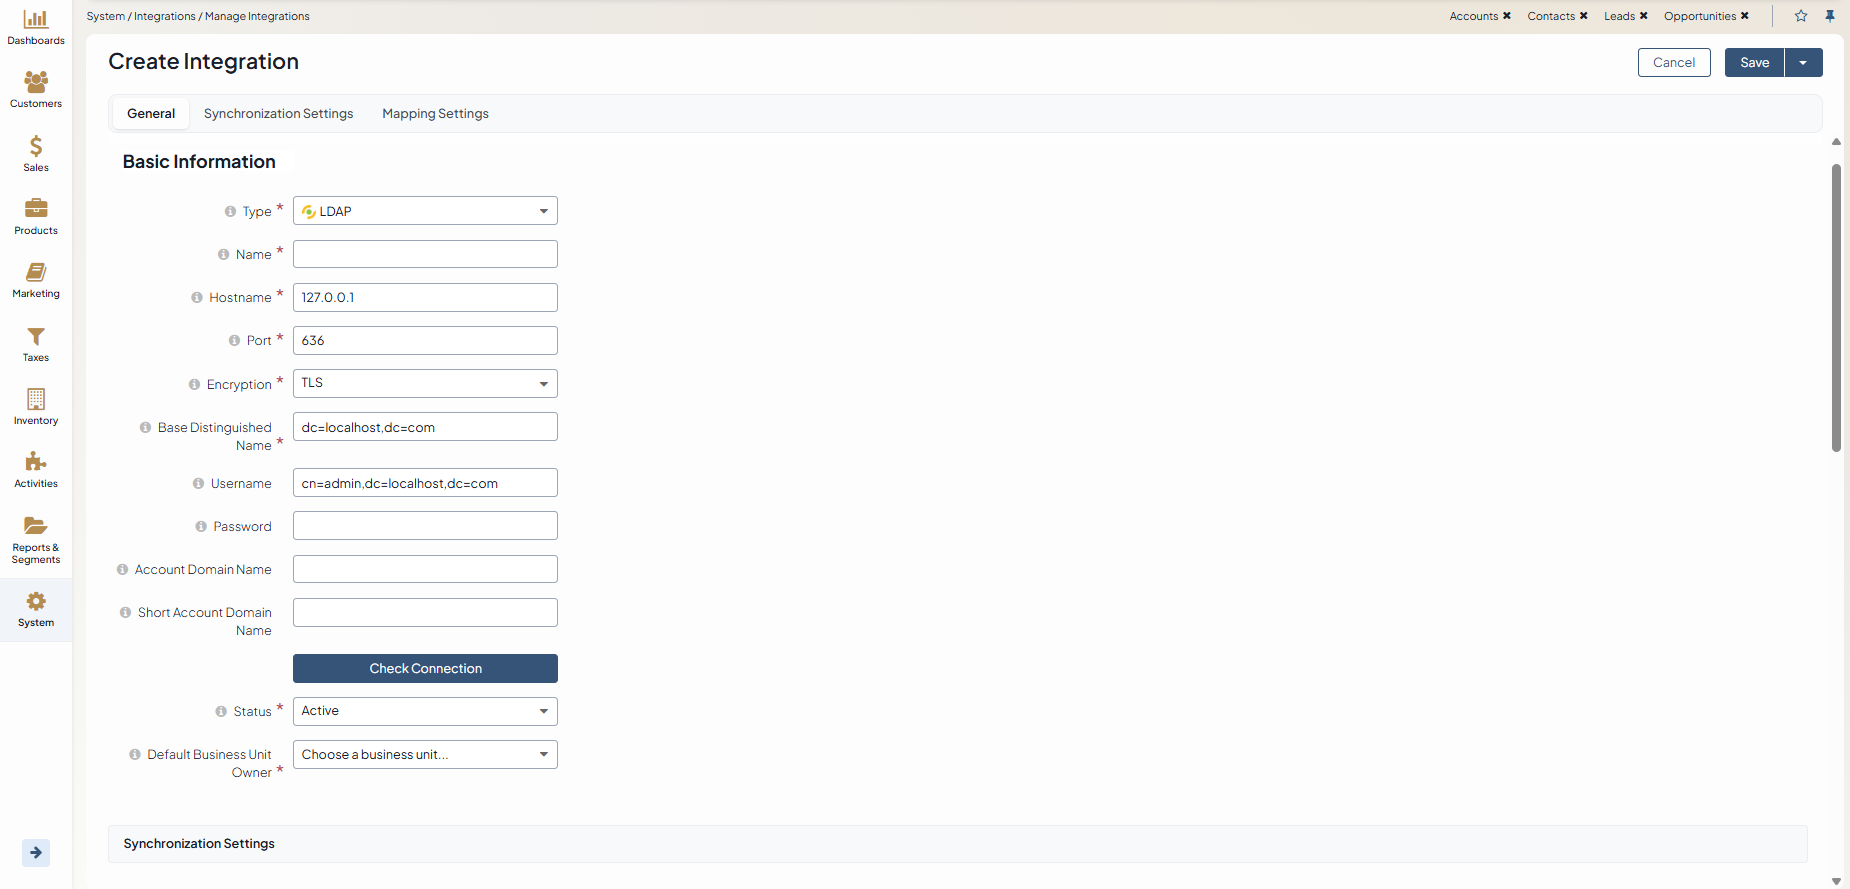 System / Integrations / Manage Integrations
Accounts ✖ Contacts ✖ Leads ✖ Opportunities ✖
Dashboards
Customers
Sales
Products
Marketing
Taxes
Inventory
Activities
Reports &
Segments
System
Create Integration
Cancel
Save
General
Synchronization Settings
Mapping Settings
Basic Information
Type * LDAP
Name *
Hostname * 127.0.0.1
Port * 636
Encryption * TLS
Base Distinguished
Name * dc=localhost,dc=com
Username cn=admin,dc=localhost,dc=com
Password
Account Domain Name
Short Account Domain
Name
Check Connection
Status * Active
Default Business Unit
Owner * Choose a business unit...
Synchronization Settings